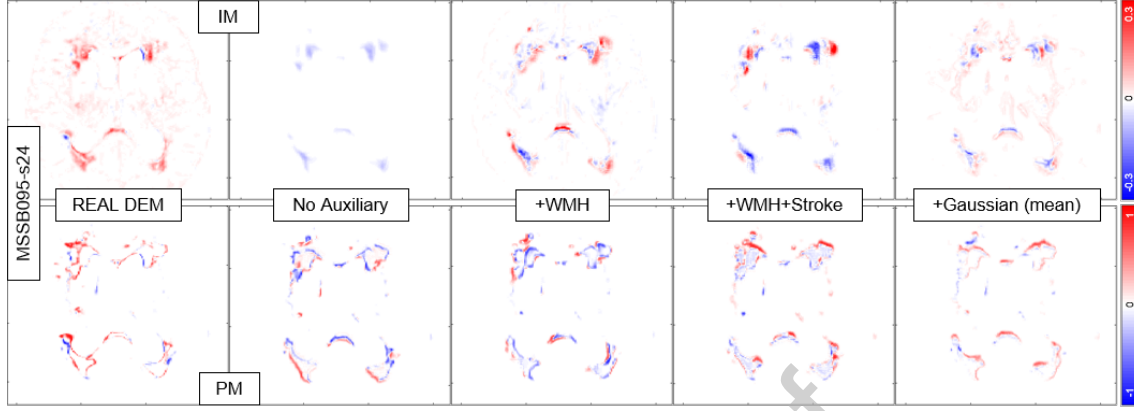 IM
0.3
0
-0.3
MSSB095-s24
REAL DEM
No Auxiliary
+WMH
+WMH+Stroke
+Gaussian (mean)
1
0
-1
PM
f